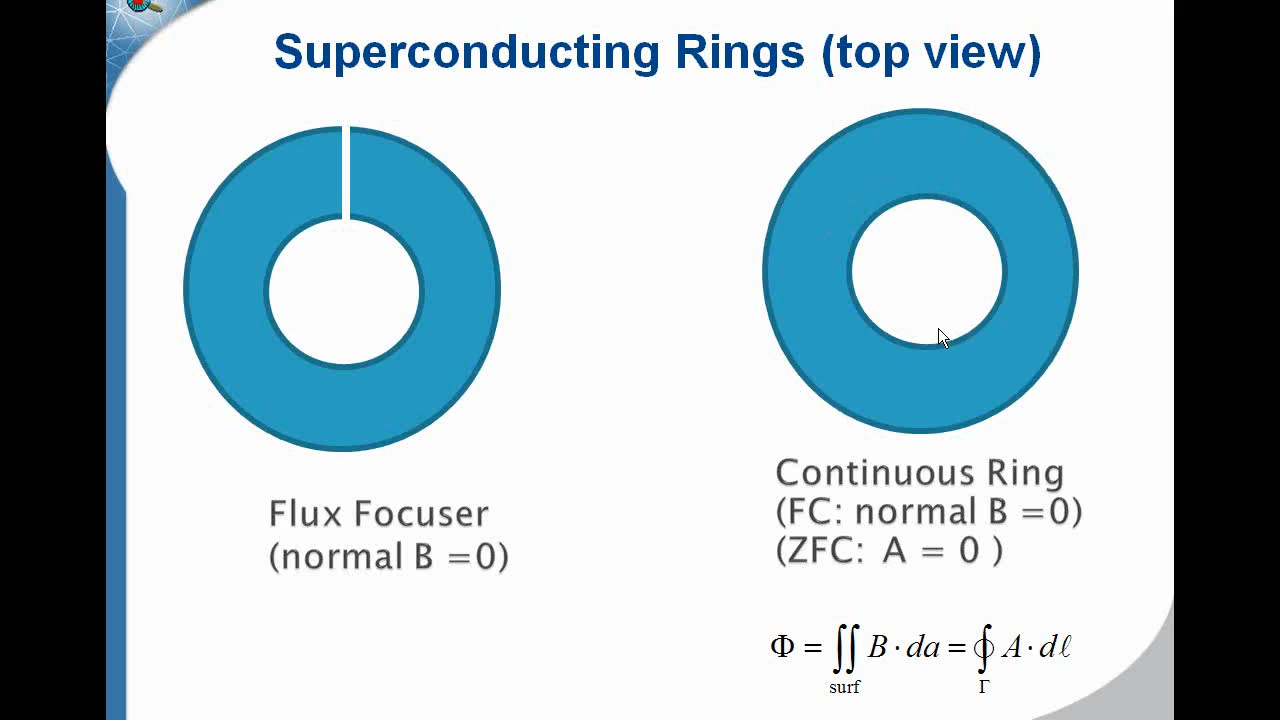 Superconducting Rings (top view)
Flux Focuser
(normal B =0)
Continuous Ring
(FC: normal B =0)
(ZFC: A = 0 )
Φ = ∬ B · da = ∮ A · dℓ
surf Γ